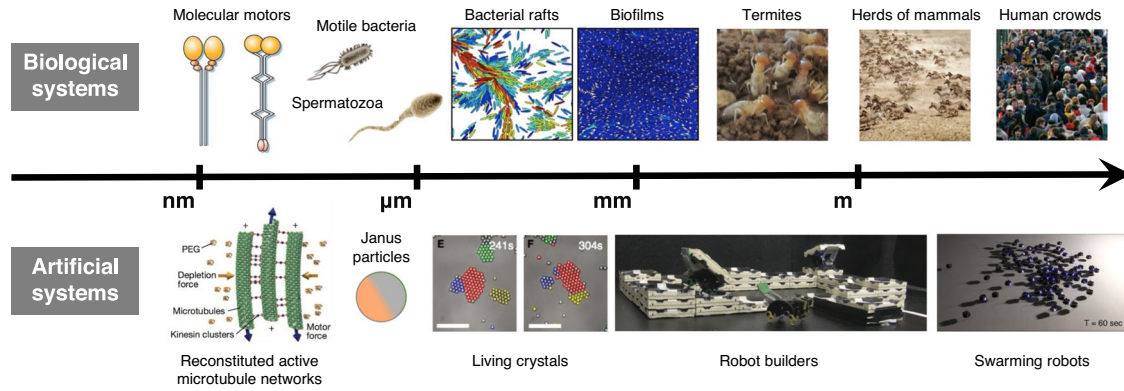 Molecular motors
Motile bacteria
Spermatozoa
Bacterial rafts
Biofilms
Termites
Herds of mammals
Human crowds
Biological
systems
nm
µm
mm
m
Artificial
systems
PEG
Depletion
force
Microtubules
Kinesin clusters
+
+
+
Motor
force
Reconstituted active
microtubule networks
Janus
particles
E
241s
F
304s
Living crystals
Robot builders
T = 60 sec
Swarming robots